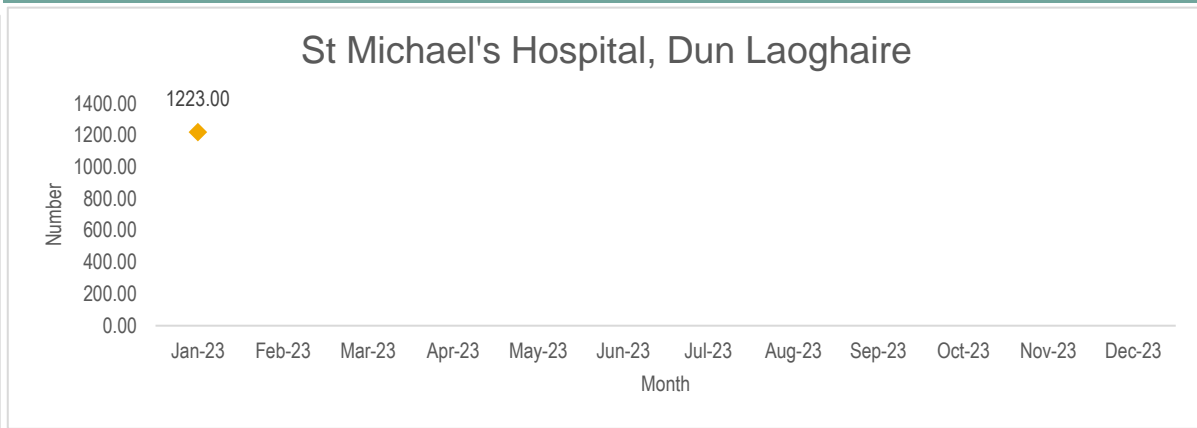 St Michael's Hospital, Dun Laoghaire
1223.00
1400.00
1200.00
1000.00
800.00
600.00
400.00
200.00
0.00
Number
Jan-23 Feb-23 Mar-23 Apr-23 May-23 Jun-23 Jul-23 Aug-23 Sep-23 Oct-23 Nov-23 Dec-23
Month